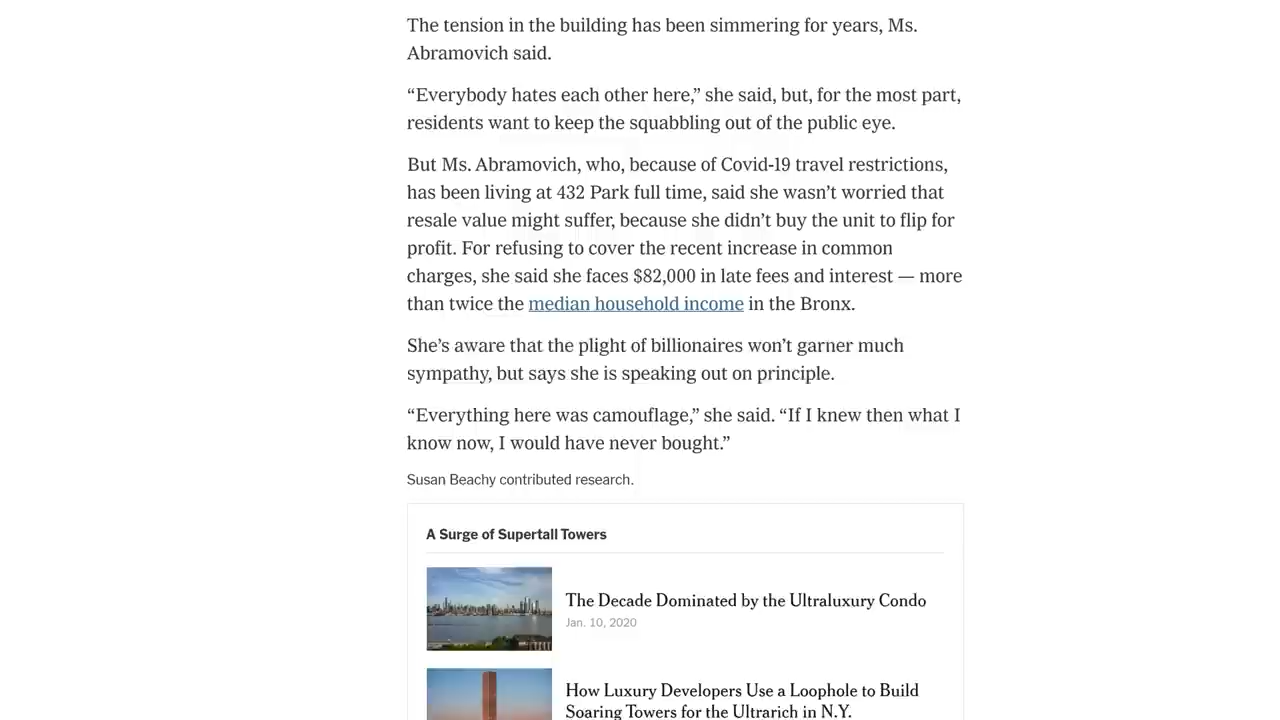 The tension in the building has been simmering for years, Ms.
Abramovich said.
“Everybody hates each other here,” she said, but, for the most part,
residents want to keep the squabbling out of the public eye.
But Ms. Abramovich, who, because of Covid-19 travel restrictions,
has been living at 432 Park full time, said she wasn’t worried that
resale value might suffer, because she didn’t buy the unit to flip for
profit. For refusing to cover the recent increase in common
charges, she said she faces $82,000 in late fees and interest — more
than twice the median household income in the Bronx.
She’s aware that the plight of billionaires won’t garner much
sympathy, but says she is speaking out on principle.
“Everything here was camouflage,” she said. “If I knew then what I
know now, I would have never bought.”
Susan Beachy contributed research.
A Surge of Supertall Towers
The Decade Dominated by the Ultraluxury Condo
Jan. 10, 2020
How Luxury Developers Use a Loophole to Build
Soaring Towers for the Ultrarich in N.Y.